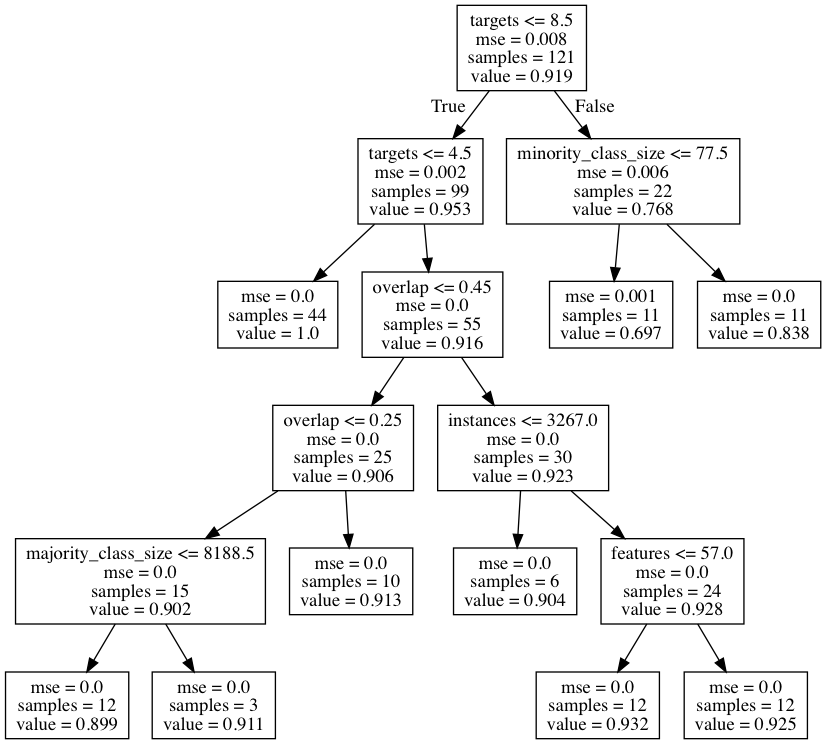 targets <= 8.5
mse = 0.008
samples = 121
value = 0.919
True
False
targets <= 4.5
mse = 0.002
samples = 99
value = 0.953
minority_class_size <= 77.5
mse = 0.006
samples = 22
value = 0.768
mse = 0.0
samples = 44
value = 1.0
overlap <= 0.45
mse = 0.0
samples = 55
value = 0.916
mse = 0.001
samples = 11
value = 0.697
mse = 0.0
samples = 11
value = 0.838
overlap <= 0.25
mse = 0.0
samples = 25
value = 0.906
instances <= 3267.0
mse = 0.0
samples = 30
value = 0.923
majority_class_size <= 8188.5
mse = 0.0
samples = 15
value = 0.902
mse = 0.0
samples = 10
value = 0.913
mse = 0.0
samples = 6
value = 0.904
features <= 57.0
mse = 0.0
samples = 24
value = 0.928
mse = 0.0
samples = 12
value = 0.899
mse = 0.0
samples = 3
value = 0.911
mse = 0.0
samples = 12
value = 0.932
mse = 0.0
samples = 12
value = 0.925